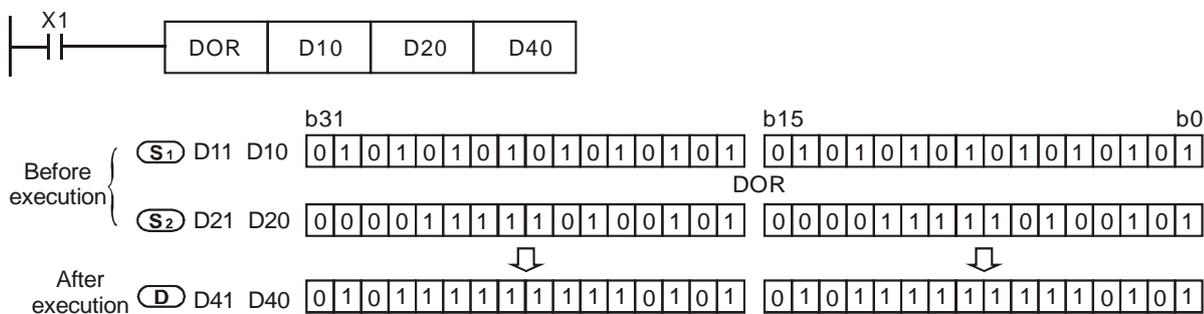 X1
DOR D10 D20 D40
b31 b15 b0
Before execution
S1 D11 D10 0 1 0 1 0 1 0 1 0 1 0 1 0 1 0 1 0 1 0 1 0 1 0 1 0 1 0 1 0 1 0 1
DOR
S2 D21 D20 0 0 0 0 1 1 1 1 1 0 1 0 0 1 0 1 0 0 0 0 1 1 1 1 1 0 1 0 0 1 0 1
After execution
D D41 D40 0 1 0 1 1 1 1 1 1 1 1 1 0 1 0 1 0 1 0 1 1 1 1 1 1 1 1 1 0 1 0 1